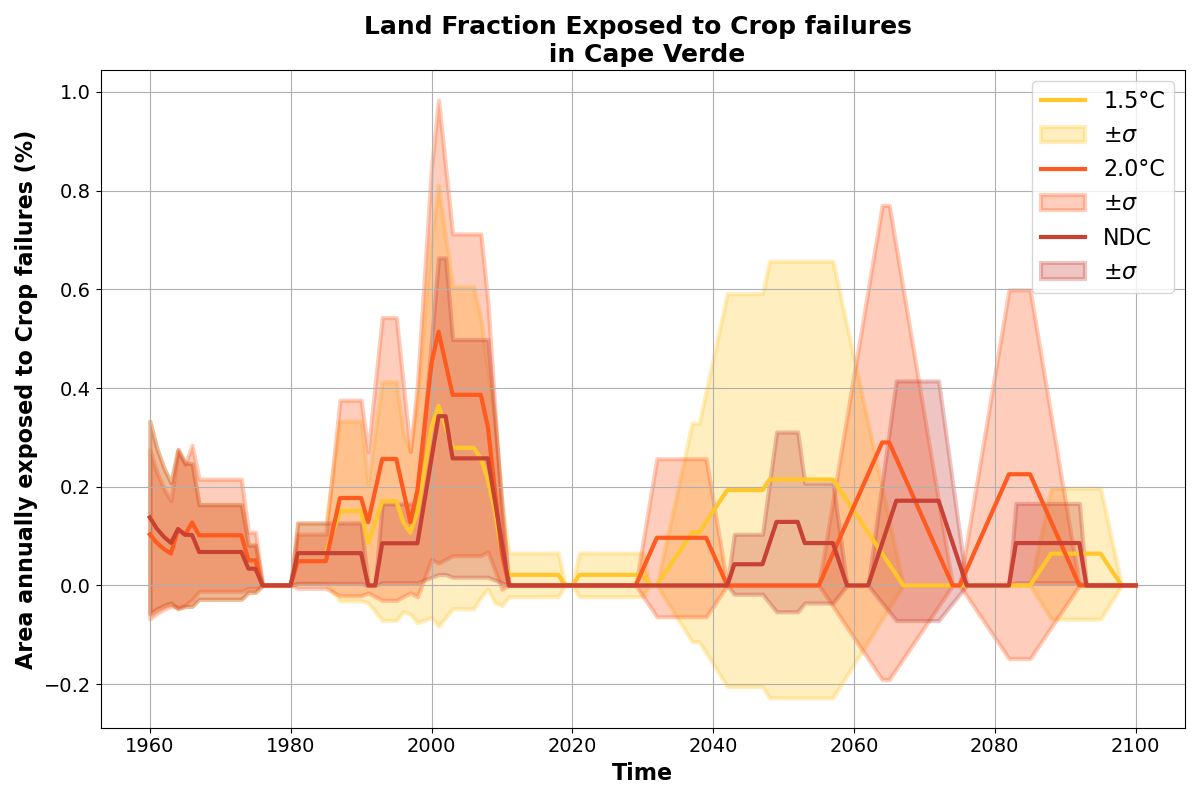 Land Fraction Exposed to Crop failures
in Cape Verde
Area annually exposed to Crop failures (%)
1.0
0.8
0.6
0.4
0.2
0.0
−0.2
1960
1980
2000
2020
2040
2060
2080
2100
Time
1.5°C
±σ
2.0°C
±σ
NDC
±σ